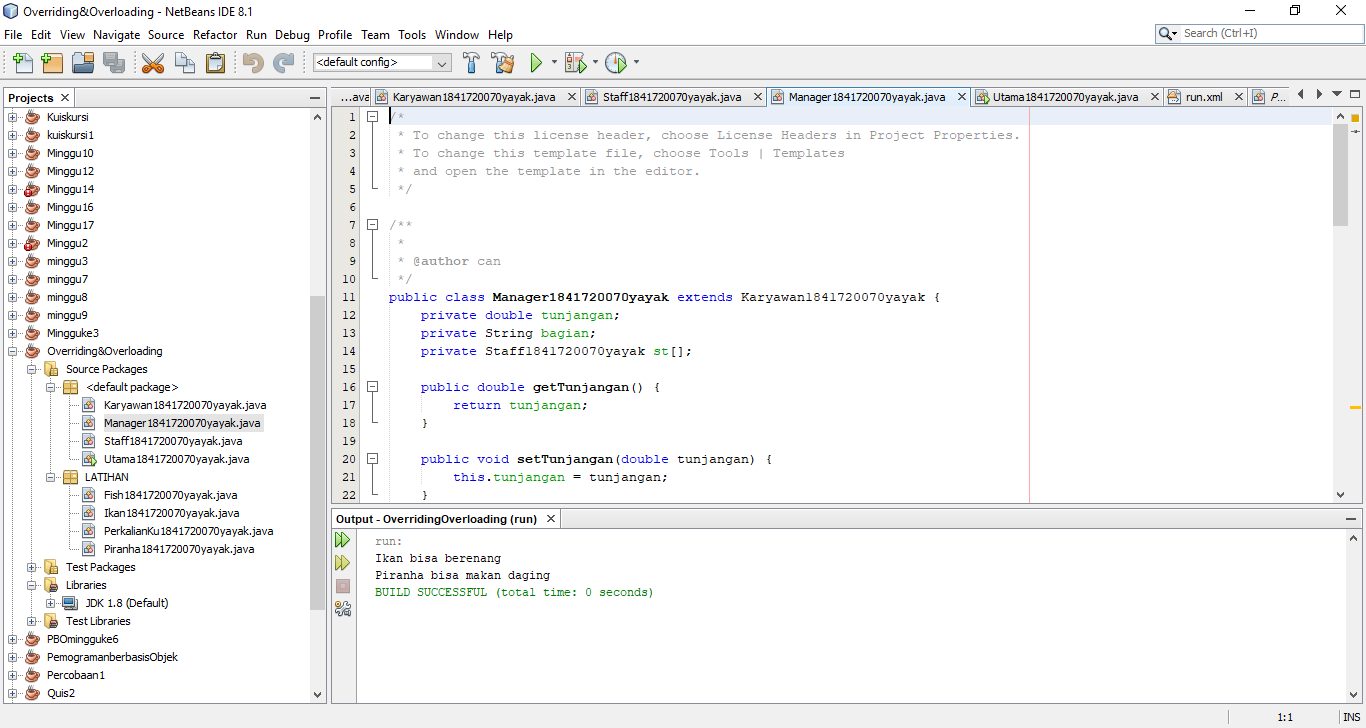 Overriding&Overloading - NetBeans IDE 8.1
File Edit View Navigate Source Refactor Run Debug Profile Team Tools Window Help
Search (Ctrl+I)
<default config>
Projects
Kuiskursi
kuiskursi1
Minggu10
Minggu12
Minggu14
Minggu16
Minggu17
Minggu2
minggu3
minggu7
minggu8
minggu9
Mingguke3
Overriding&Overloading
Source Packages
<default package>
Karyawan1841720070yayak.java
Manager1841720070yayak.java
Staff1841720070yayak.java
Utama1841720070yayak.java
LATIHAN
Fish1841720070yayak.java
Ikan1841720070yayak.java
PerkalianKu1841720070yayak.java
Piranha1841720070yayak.java
Test Packages
Libraries
JDK 1.8 (Default)
Test Libraries
PBOmingguke6
PemogramanberbasisObjek
Percobaan1
Quis2
...ava Karyawan1841720070yayak.java Staff1841720070yayak.java Manager1841720070yayak.java Utama1841720070yayak.java run.xml P...
1 /*
2 * To change this license header, choose License Headers in Project Properties.
3 * To change this template file, choose Tools | Templates
4 * and open the template in the editor.
5 */
6
7 /**
8 *
9 * @author can
10 */
11 public class Manager1841720070yayak extends Karyawan1841720070yayak {
12 private double tunjangan;
13 private String bagian;
14 private Staff1841720070yayak st[];
15
16 public double getTunjangan() {
17 return tunjangan;
18 }
19
20 public void setTunjangan(double tunjangan) {
21 this.tunjangan = tunjangan;
22 }
Output - OverridingOverloading (run)
run:
Ikan bisa berenang
Piranha bisa makan daging
BUILD SUCCESSFUL (total time: 0 seconds)
1:1 INS